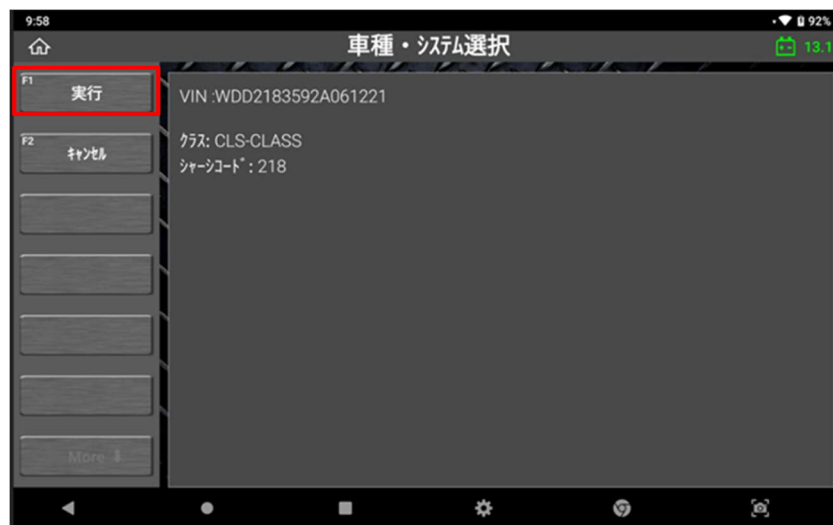 9:58
92%
車種・ｼｽﾃﾑ選択
13.1
F1
実行
F2
ｷｬﾝｾﾙ
VIN :WDD2183592A061221
ｸﾗｽ: CLS-CLASS
ｼｬｰｼｺｰﾄﾞ: 218
More ⬇